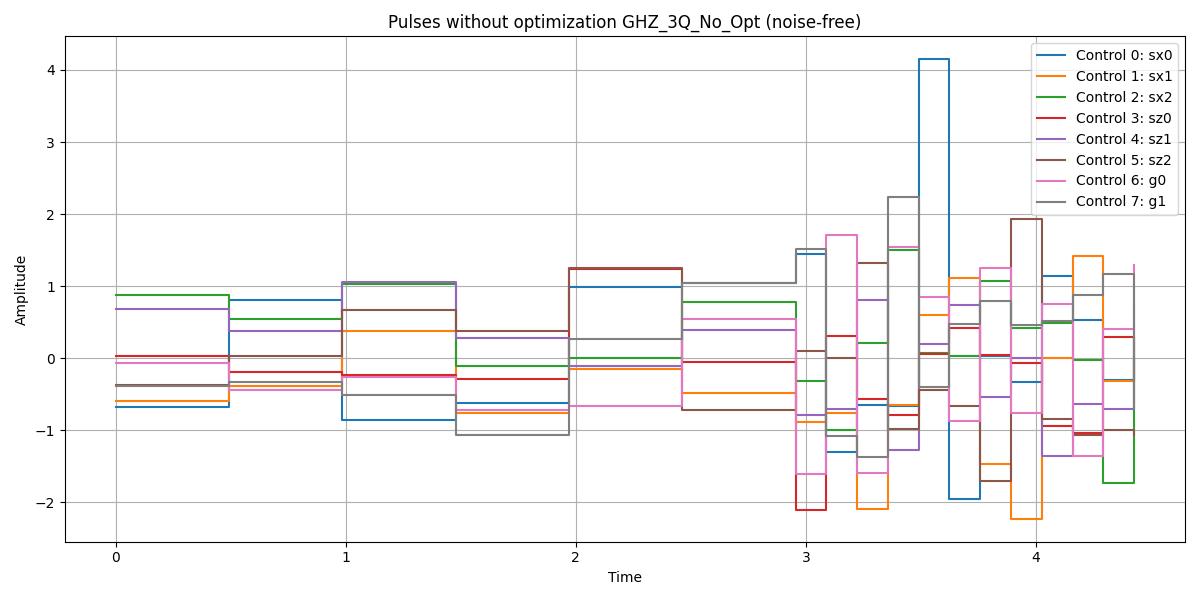 Pulses without optimization GHZ_3Q_No_Opt (noise-free)
Amplitude
4
3
2
1
0
−1
−2
0
1
2
3
4
Time
Control 0: sx0
Control 1: sx1
Control 2: sx2
Control 3: sz0
Control 4: sz1
Control 5: sz2
Control 6: g0
Control 7: g1